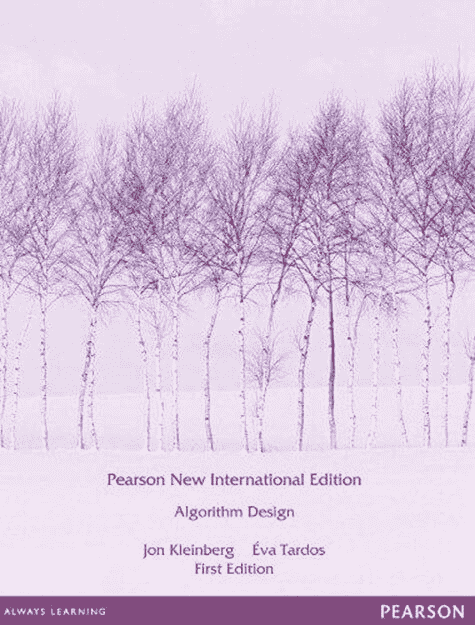 Pearson New International Edition
Algorithm Design
Jon Kleinberg Éva Tardos
First Edition
ALWAYS LEARNING
PEARSON